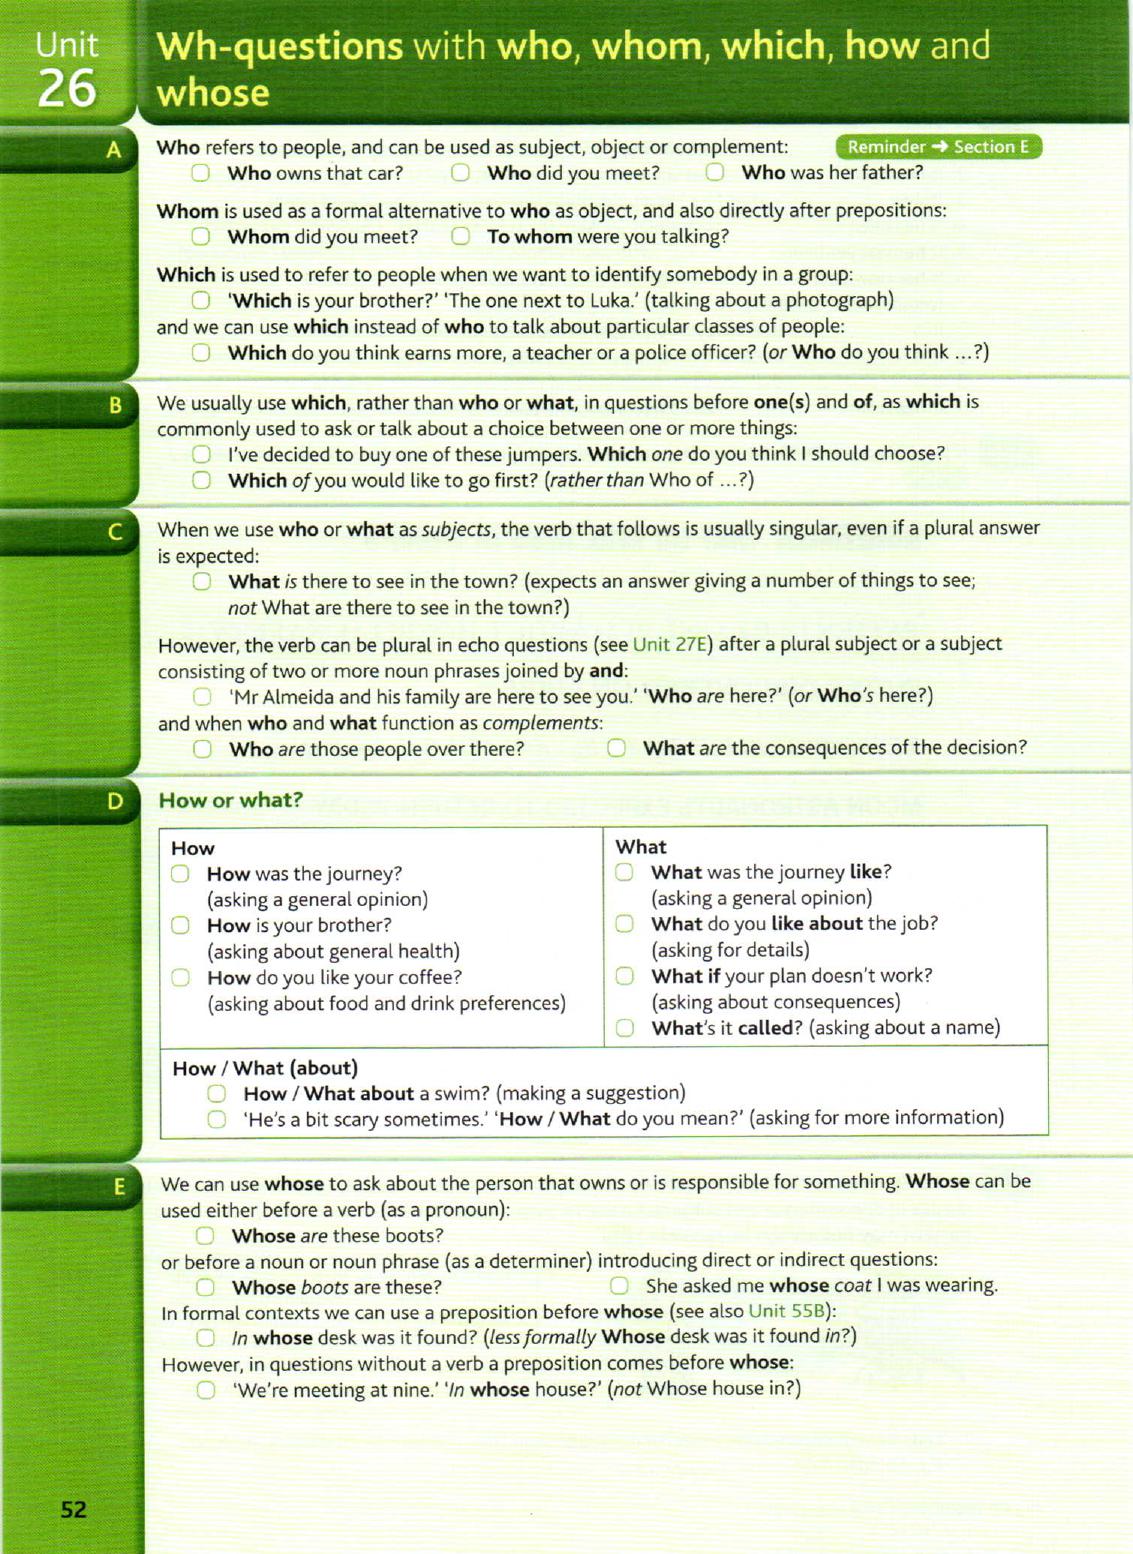 Unit
26
Wh-questions with who, whom, which, how and
whose
A
Who refers to people, and can be used as subject, object or complement:
Reminder → Section E
Who owns that car? Who did you meet? Who was her father?
Whom is used as a formal alternative to who as object, and also directly after prepositions:
Whom did you meet? To whom were you talking?
Which is used to refer to people when we want to identify somebody in a group:
'Which is your brother?' 'The one next to Luka.' (talking about a photograph)
and we can use which instead of who to talk about particular classes of people:
Which do you think earns more, a teacher or a police officer? (or Who do you think ...?)
B
We usually use which, rather than who or what, in questions before one(s) and of, as which is
commonly used to ask or talk about a choice between one or more things:
I've decided to buy one of these jumpers. Which one do you think I should choose?
Which of you would like to go first? (rather than Who of ...?)
C
When we use who or what as subjects, the verb that follows is usually singular, even if a plural answer
is expected:
What is there to see in the town? (expects an answer giving a number of things to see;
not What are there to see in the town?)
However, the verb can be plural in echo questions (see Unit 27E) after a plural subject or a subject
consisting of two or more noun phrases joined by and:
'Mr Almeida and his family are here to see you.' 'Who are here?' (or Who's here?)
and when who and what function as complements:
Who are those people over there? What are the consequences of the decision?
D
How or what?
How
How was the journey?
(asking a general opinion)
How is your brother?
(asking about general health)
How do you like your coffee?
(asking about food and drink preferences)
What
What was the journey like?
(asking a general opinion)
What do you like about the job?
(asking for details)
What if your plan doesn't work?
(asking about consequences)
What's it called? (asking about a name)
How / What (about)
How / What about a swim? (making a suggestion)
'He's a bit scary sometimes.' 'How / What do you mean?' (asking for more information)
E
We can use whose to ask about the person that owns or is responsible for something. Whose can be
used either before a verb (as a pronoun):
Whose are these boots?
or before a noun or noun phrase (as a determiner) introducing direct or indirect questions:
Whose boots are these? She asked me whose coat I was wearing.
In formal contexts we can use a preposition before whose (see also Unit 55B):
In whose desk was it found? (less formally Whose desk was it found in?)
However, in questions without a verb a preposition comes before whose:
'We're meeting at nine.' 'In whose house?' (not Whose house in?)
52